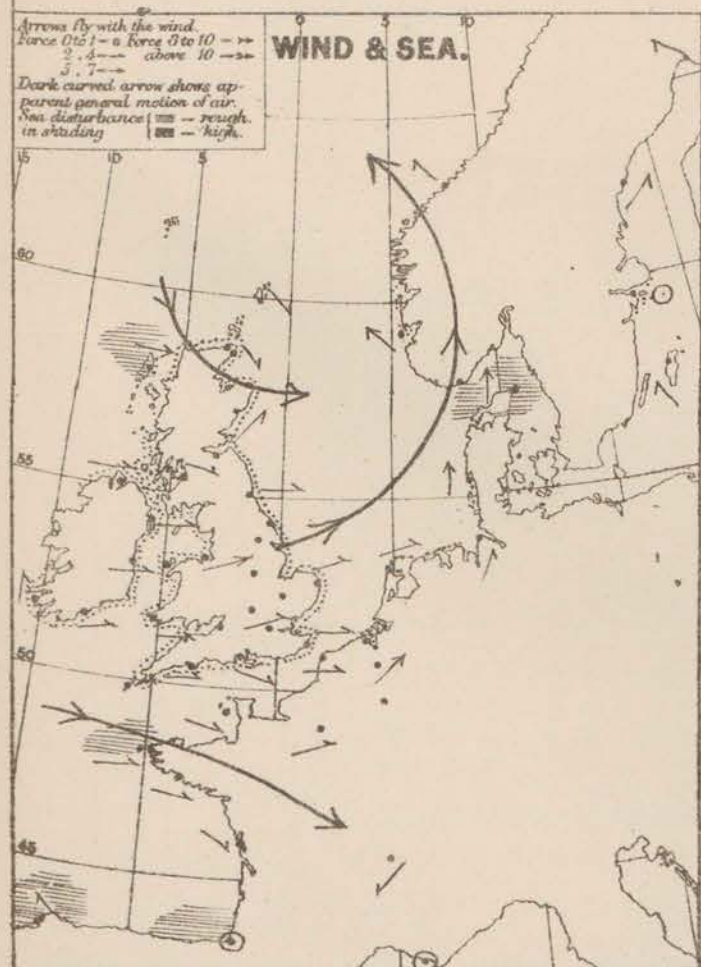 Arrows fly with the wind.
Force 0 to 1 – o Force 8 to 10 –
2 . 4 – above 10 –
5 . 7 –
Dark curved arrow shows ap-
parent general motion of air.
Sea disturbance { – rough.
in shading – high.
WIND & SEA.
15 10 5 0 5 10
60
55
50
45